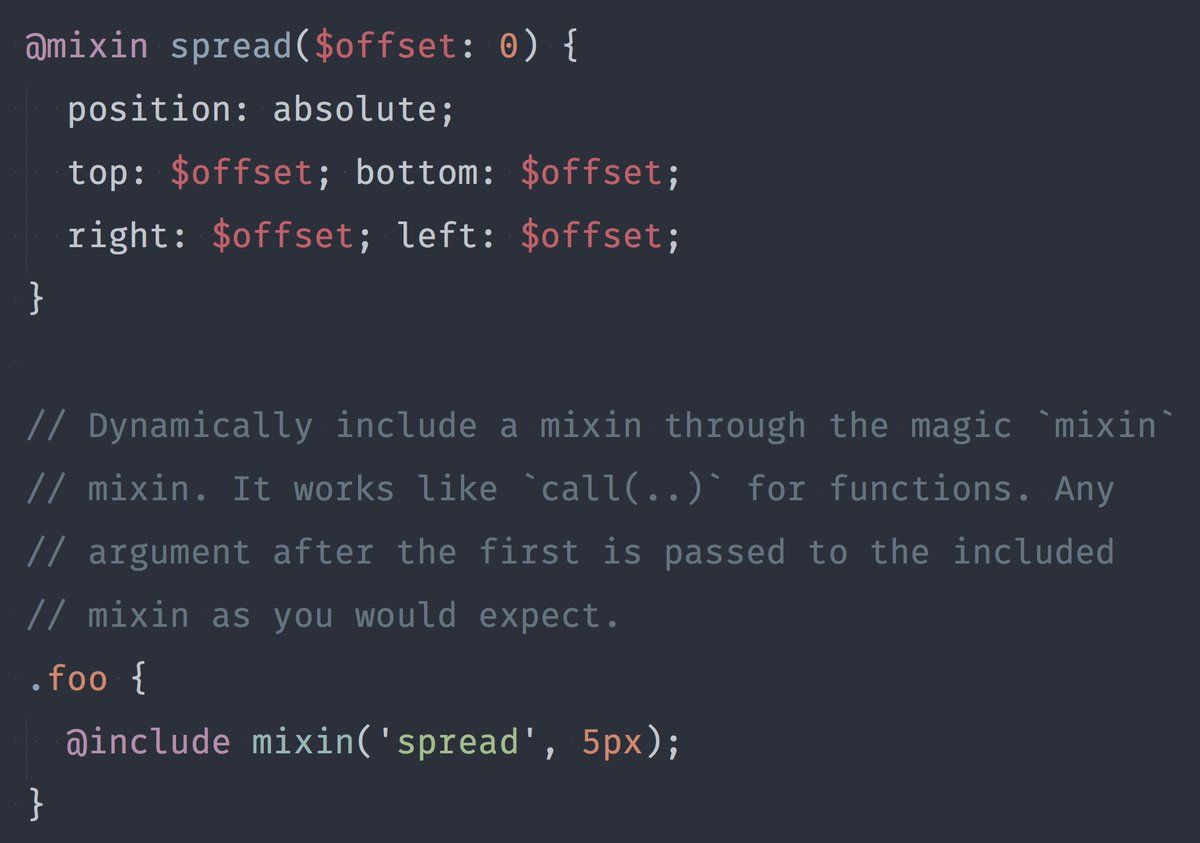 @mixin spread($offset: 0) {
  position: absolute;
  top: $offset; bottom: $offset;
  right: $offset; left: $offset;
}

// Dynamically include a mixin through the magic `mixin`
// mixin. It works like `call(..)` for functions. Any
// argument after the first is passed to the included
// mixin as you would expect.
.foo {
  @include mixin('spread', 5px);
}